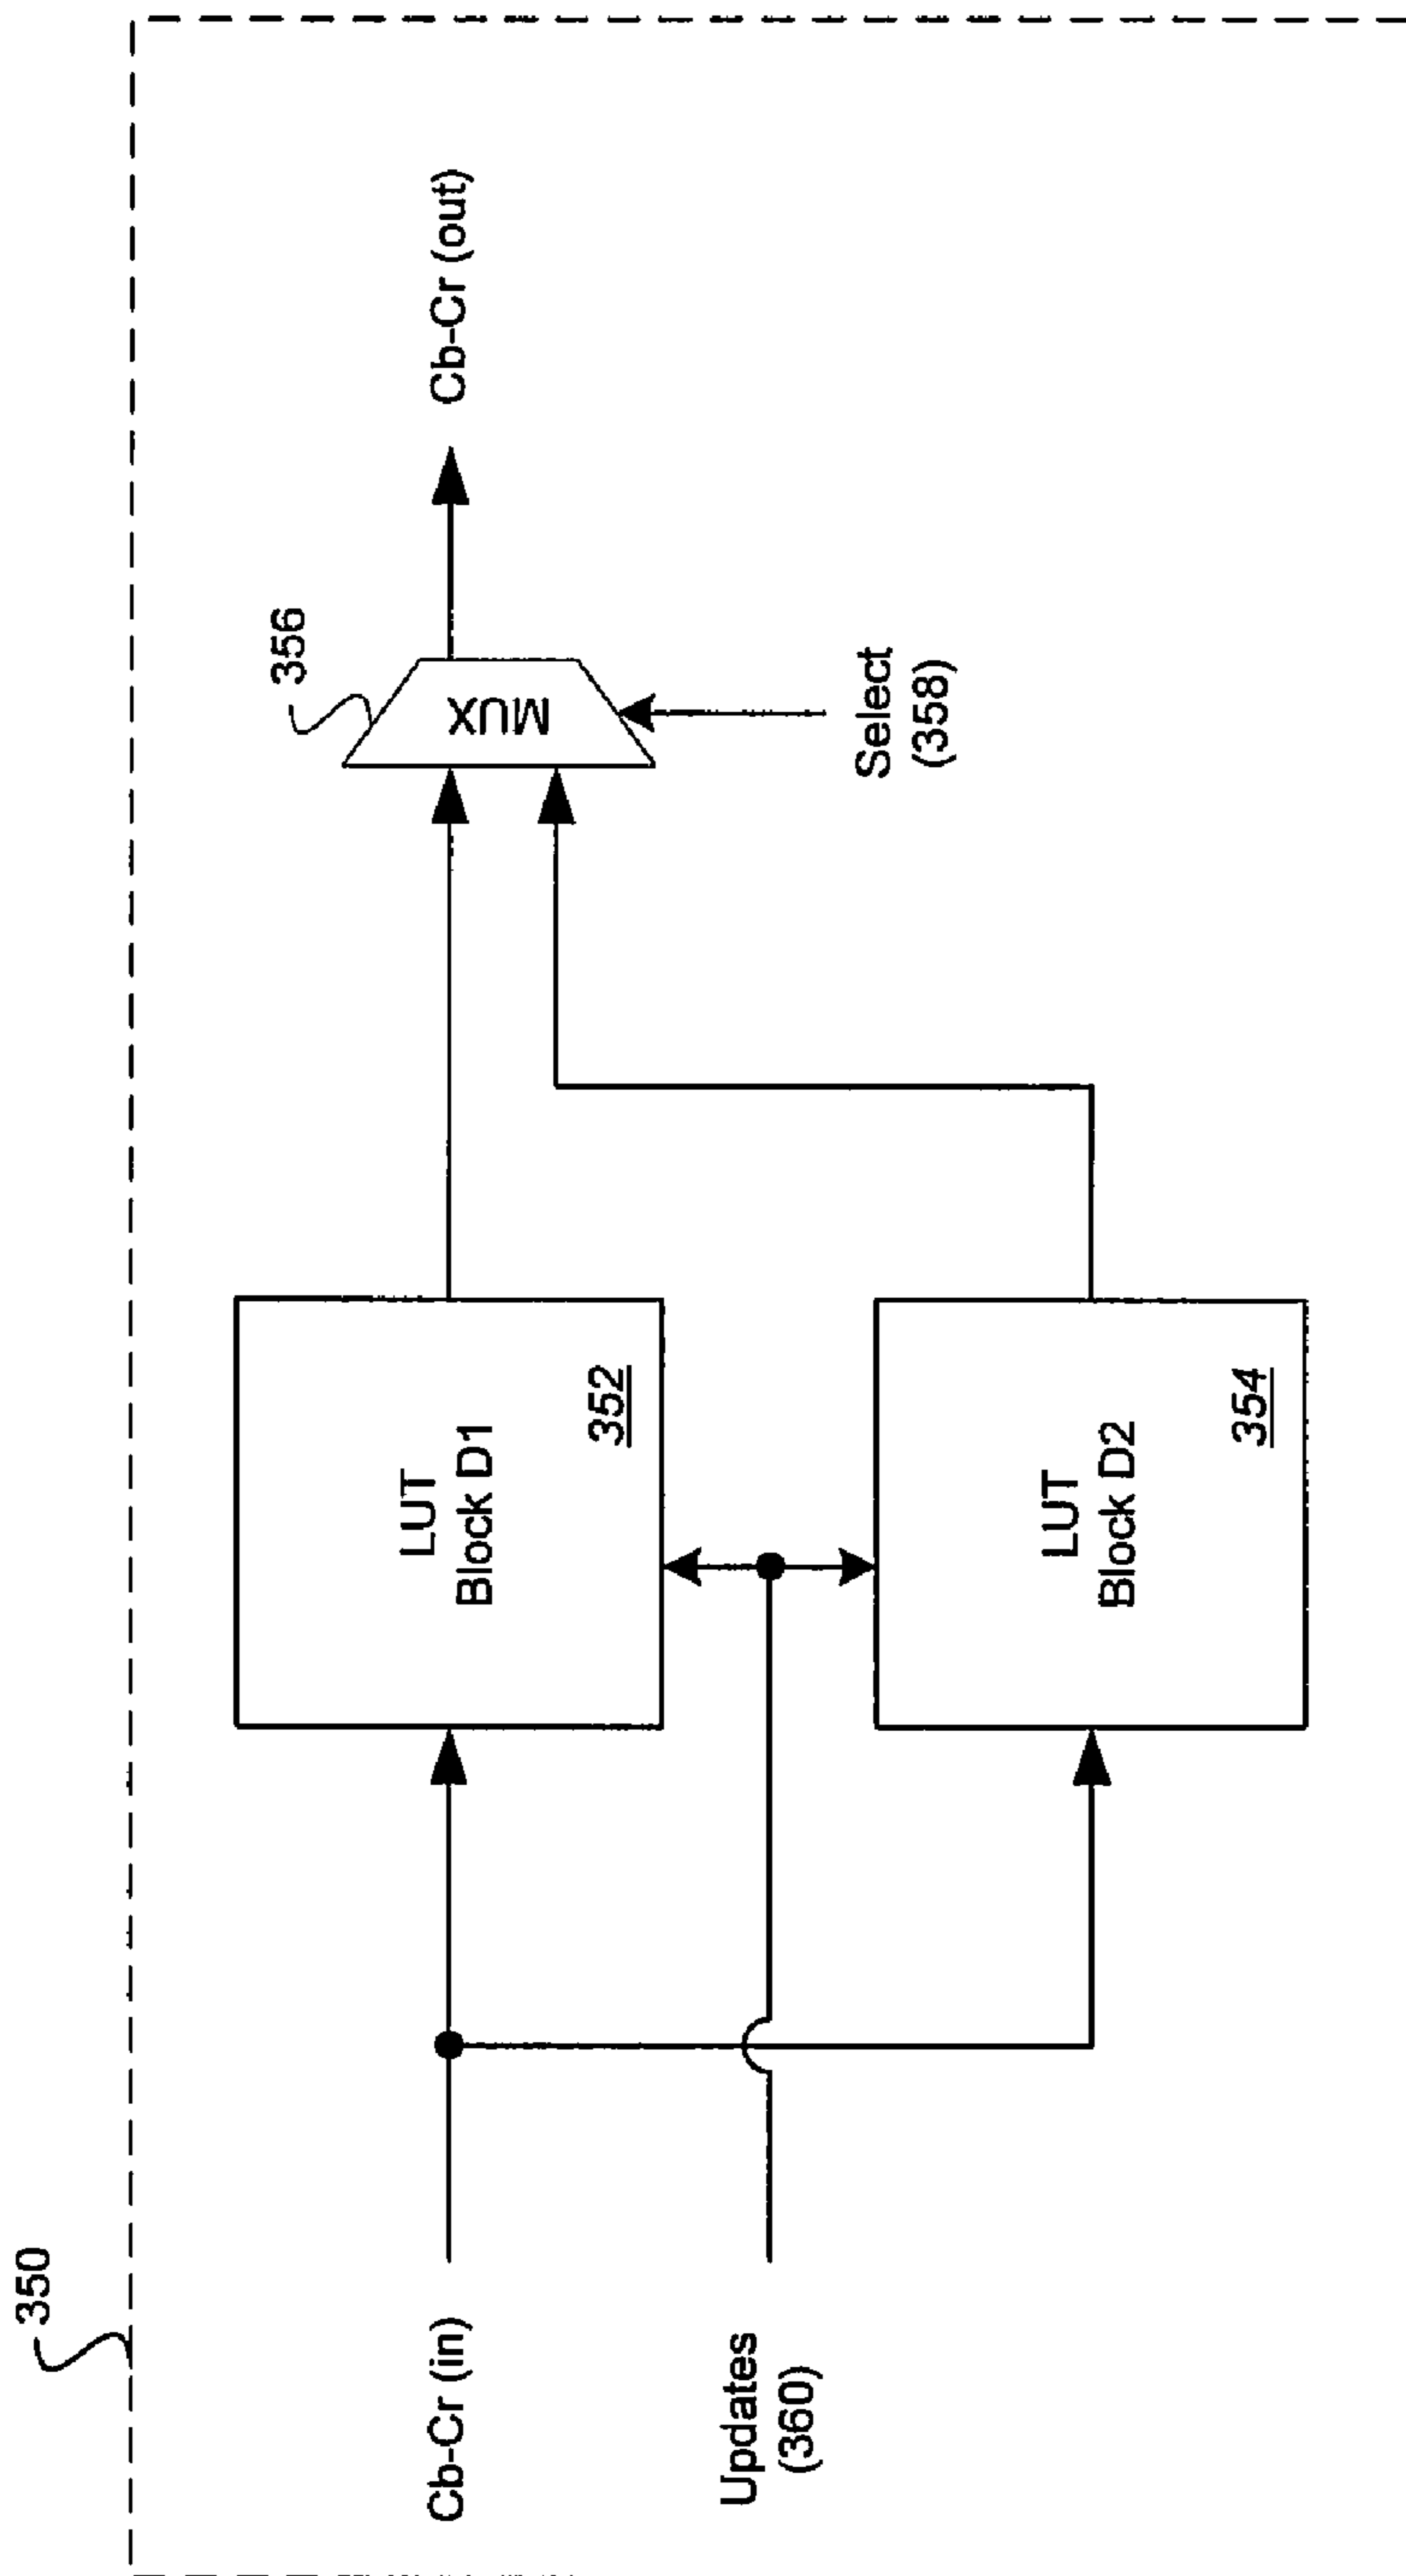 350
Cb-Cr (in)
Updates
(360)
LUT
Block D1
352
LUT
Block D2
354
356
MUX
Select
(358)
Cb-Cr (out)